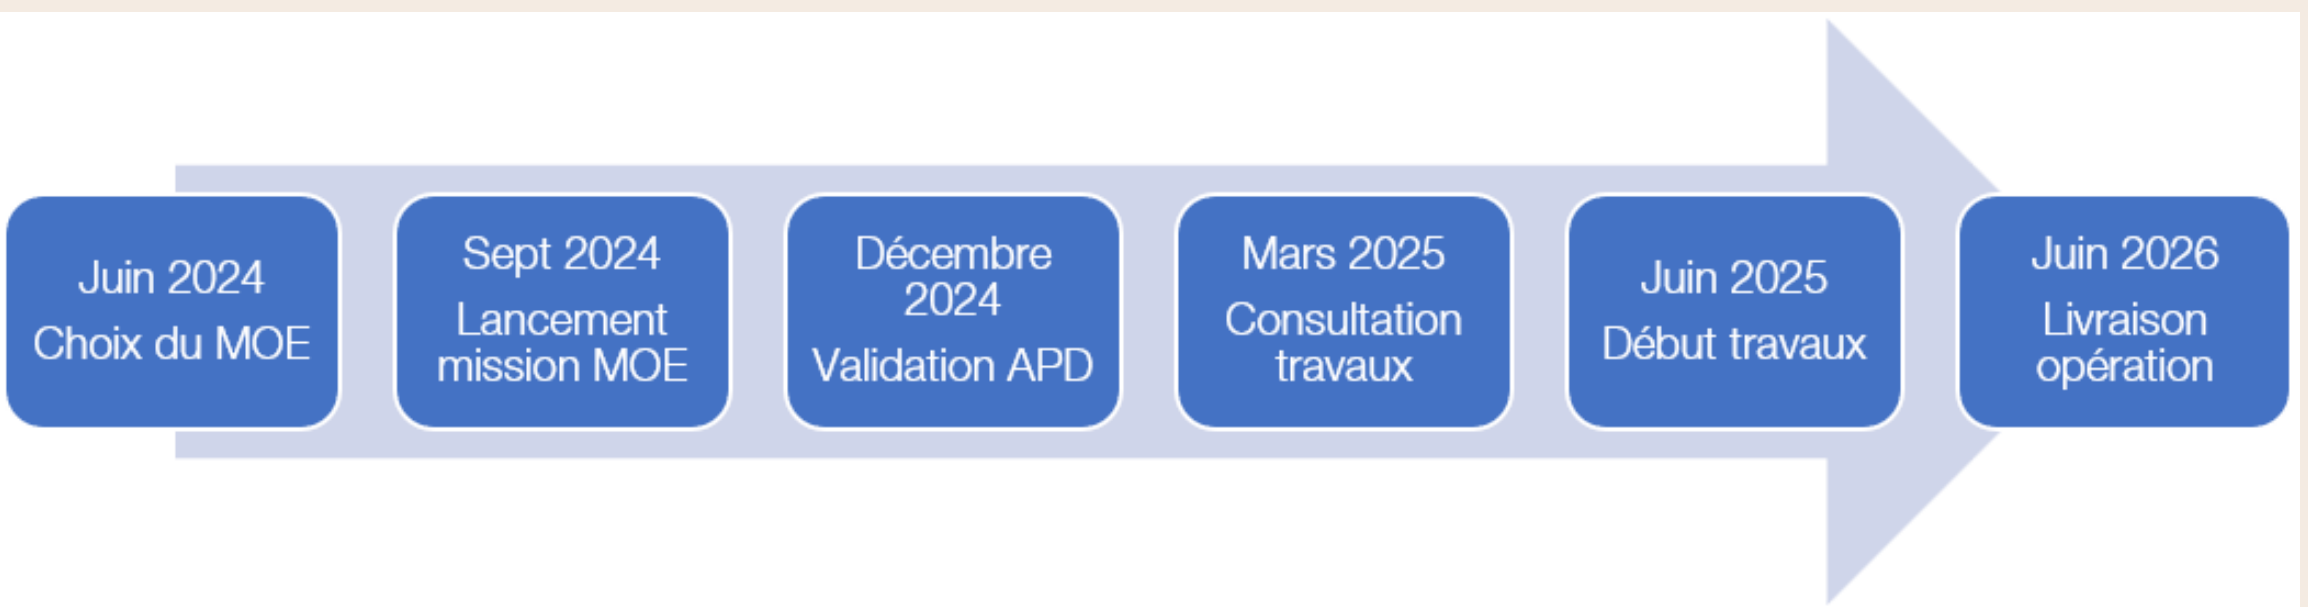 Juin 2024
Choix du MOE
Sept 2024
Lancement
mission MOE
Décembre
2024
Validation APD
Mars 2025
Consultation
travaux
Juin 2025
Début travaux
Juin 2026
Livraison
opération